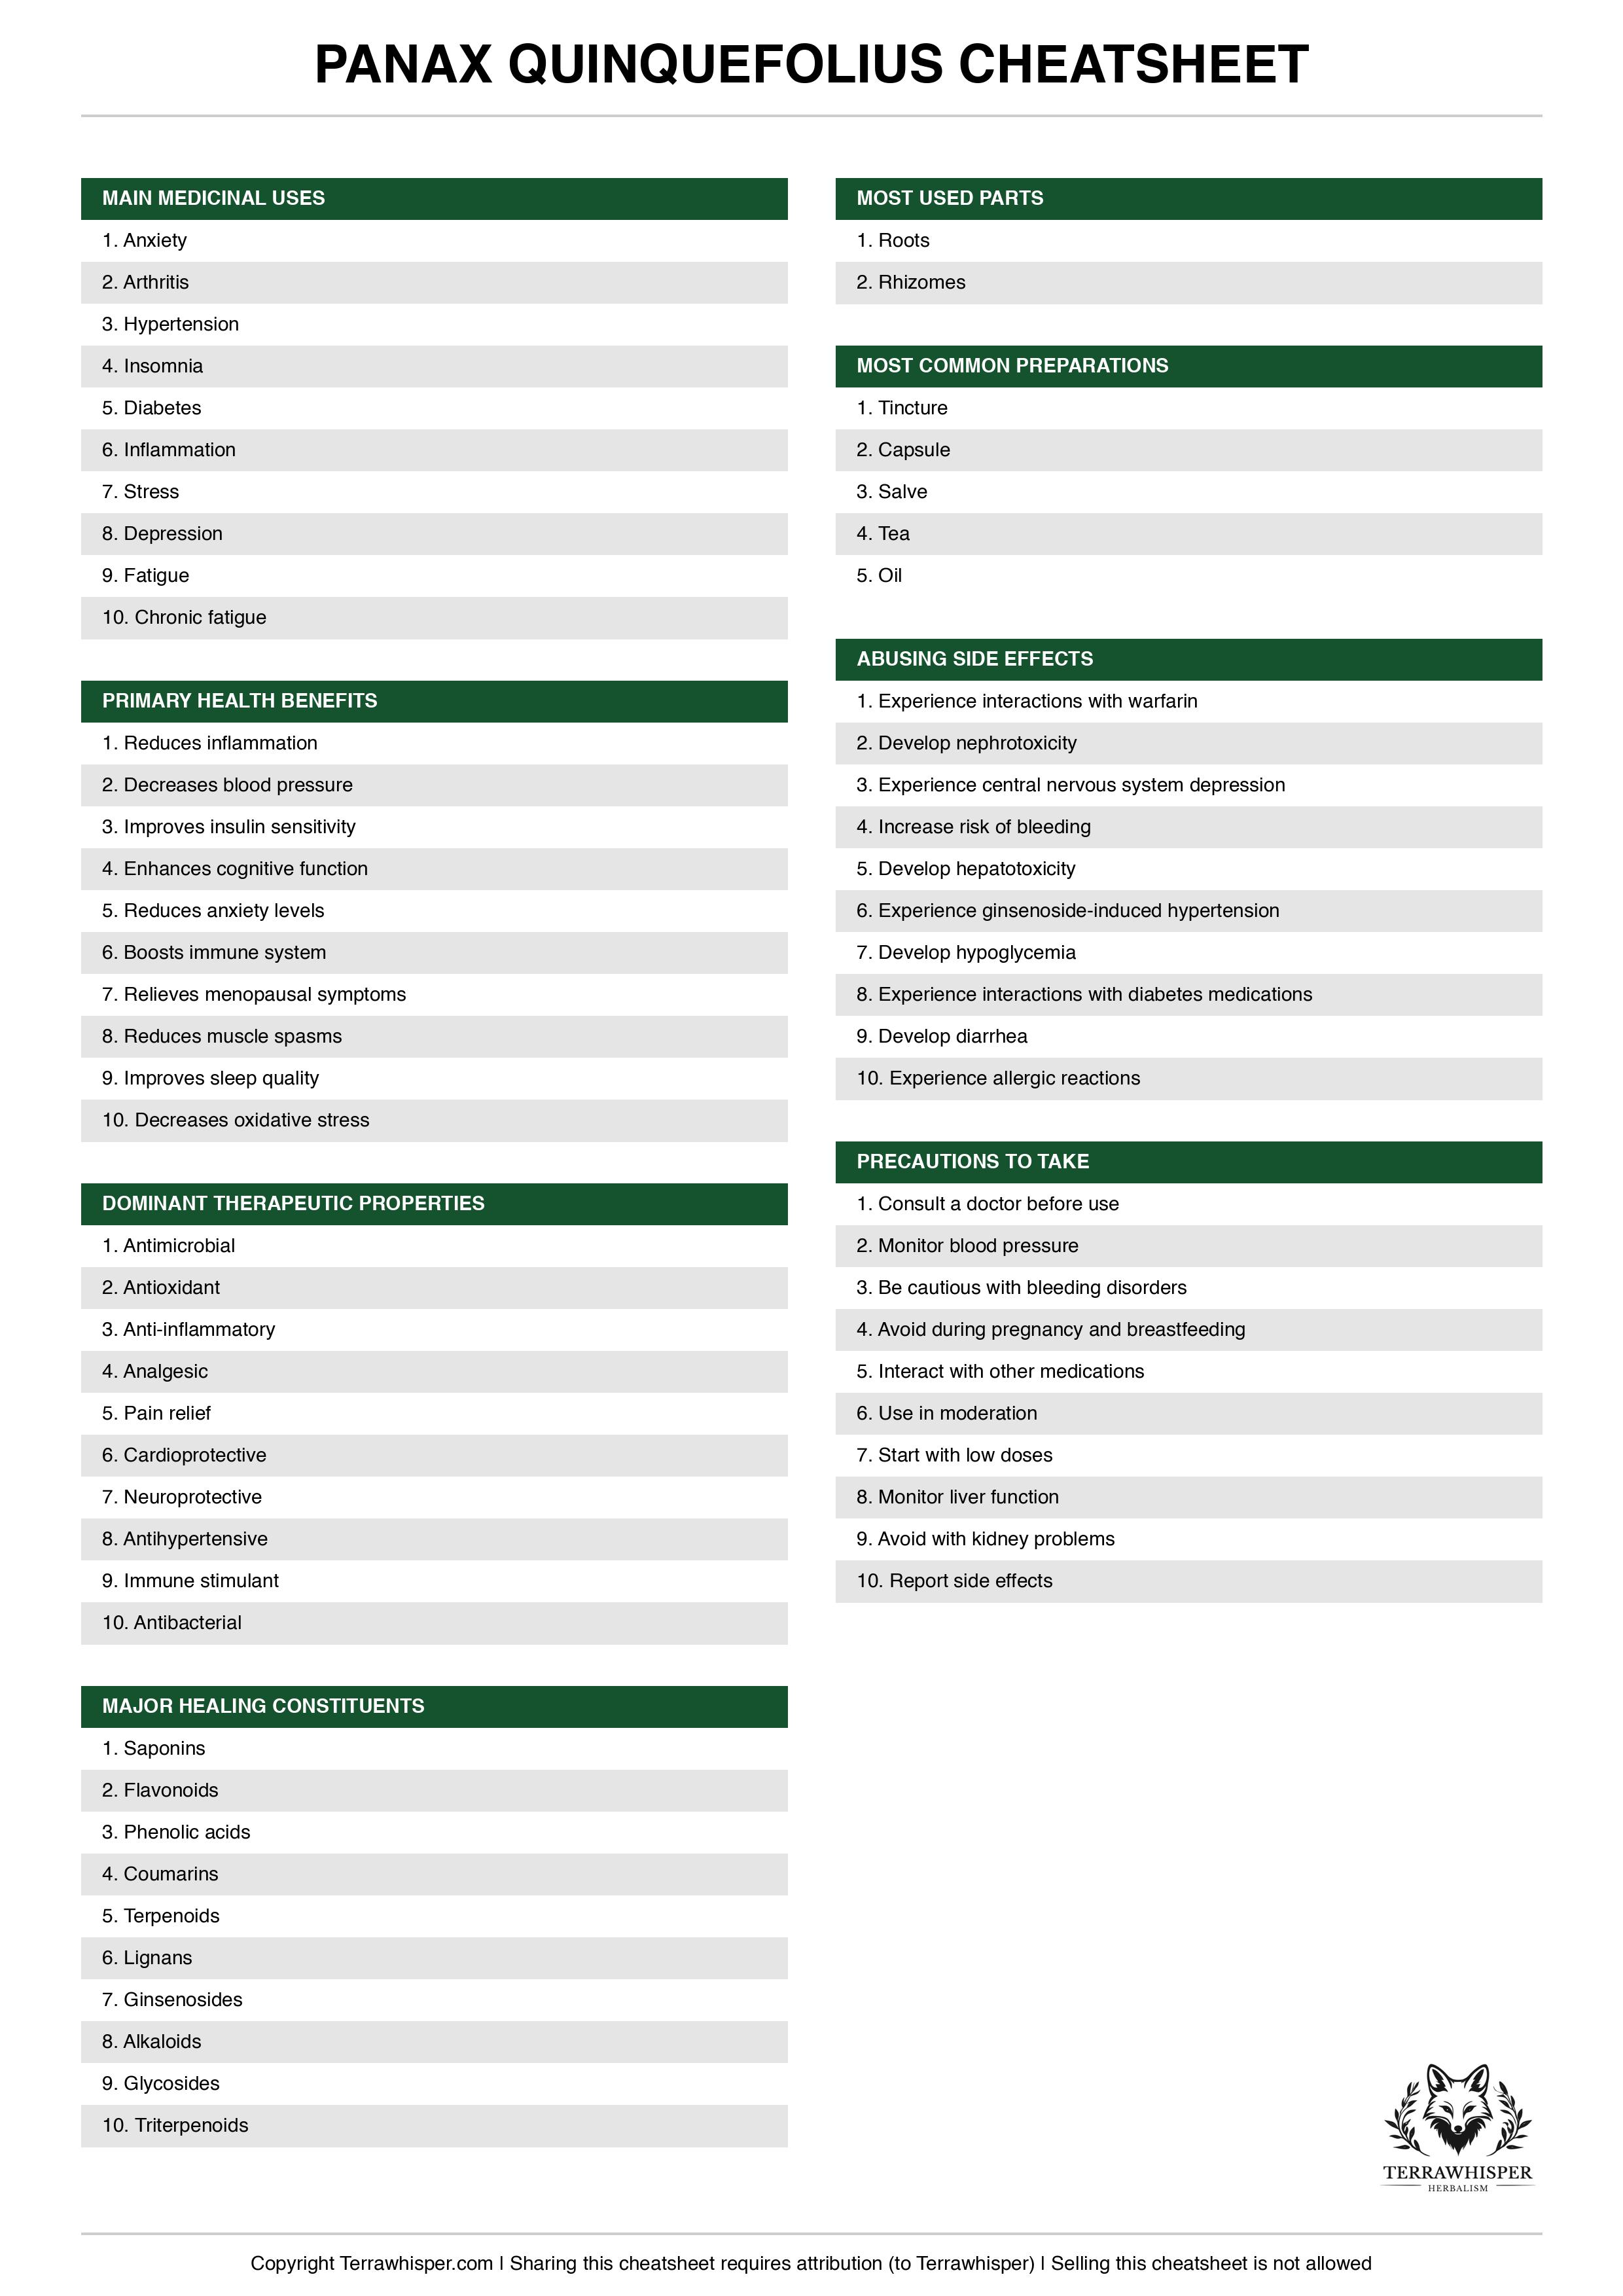 PANAX QUINQUEFOLIUS CHEATSHEET
MAIN MEDICINAL USES
1. Anxiety
2. Arthritis
3. Hypertension
4. Insomnia
5. Diabetes
6. Inflammation
7. Stress
8. Depression
9. Fatigue
10. Chronic fatigue
PRIMARY HEALTH BENEFITS
1. Reduces inflammation
2. Decreases blood pressure
3. Improves insulin sensitivity
4. Enhances cognitive function
5. Reduces anxiety levels
6. Boosts immune system
7. Relieves menopausal symptoms
8. Reduces muscle spasms
9. Improves sleep quality
10. Decreases oxidative stress
DOMINANT THERAPEUTIC PROPERTIES
1. Antimicrobial
2. Antioxidant
3. Anti-inflammatory
4. Analgesic
5. Pain relief
6. Cardioprotective
7. Neuroprotective
8. Antihypertensive
9. Immune stimulant
10. Antibacterial
MAJOR HEALING CONSTITUENTS
1. Saponins
2. Flavonoids
3. Phenolic acids
4. Coumarins
5. Terpenoids
6. Lignans
7. Ginsenosides
8. Alkaloids
9. Glycosides
10. Triterpenoids
MOST USED PARTS
1. Roots
2. Rhizomes
MOST COMMON PREPARATIONS
1. Tincture
2. Capsule
3. Salve
4. Tea
5. Oil
ABUSING SIDE EFFECTS
1. Experience interactions with warfarin
2. Develop nephrotoxicity
3. Experience central nervous system depression
4. Increase risk of bleeding
5. Develop hepatotoxicity
6. Experience ginsenoside-induced hypertension
7. Develop hypoglycemia
8. Experience interactions with diabetes medications
9. Develop diarrhea
10. Experience allergic reactions
PRECAUTIONS TO TAKE
1. Consult a doctor before use
2. Monitor blood pressure
3. Be cautious with bleeding disorders
4. Avoid during pregnancy and breastfeeding
5. Interact with other medications
6. Use in moderation
7. Start with low doses
8. Monitor liver function
9. Avoid with kidney problems
10. Report side effects
TERRAWHISPER
HERBALISM
Copyright Terrawhisper.com | Sharing this cheatsheet requires attribution (to Terrawhisper) | Selling this cheatsheet is not allowed